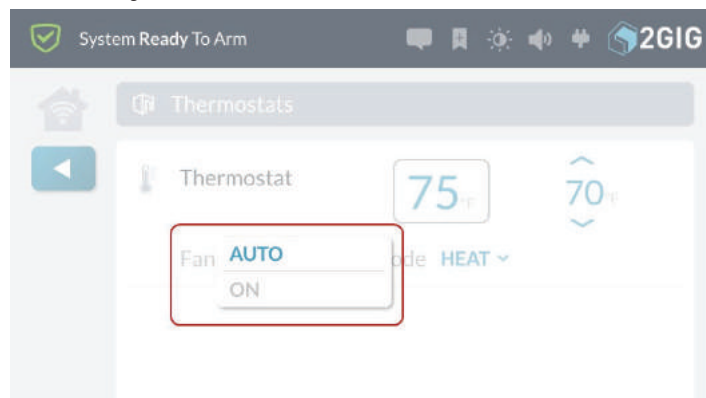 System Ready To Arm
2GIG
Thermostats
Thermostat
75°F
70°F
Fan
AUTO
ode HEAT
ON